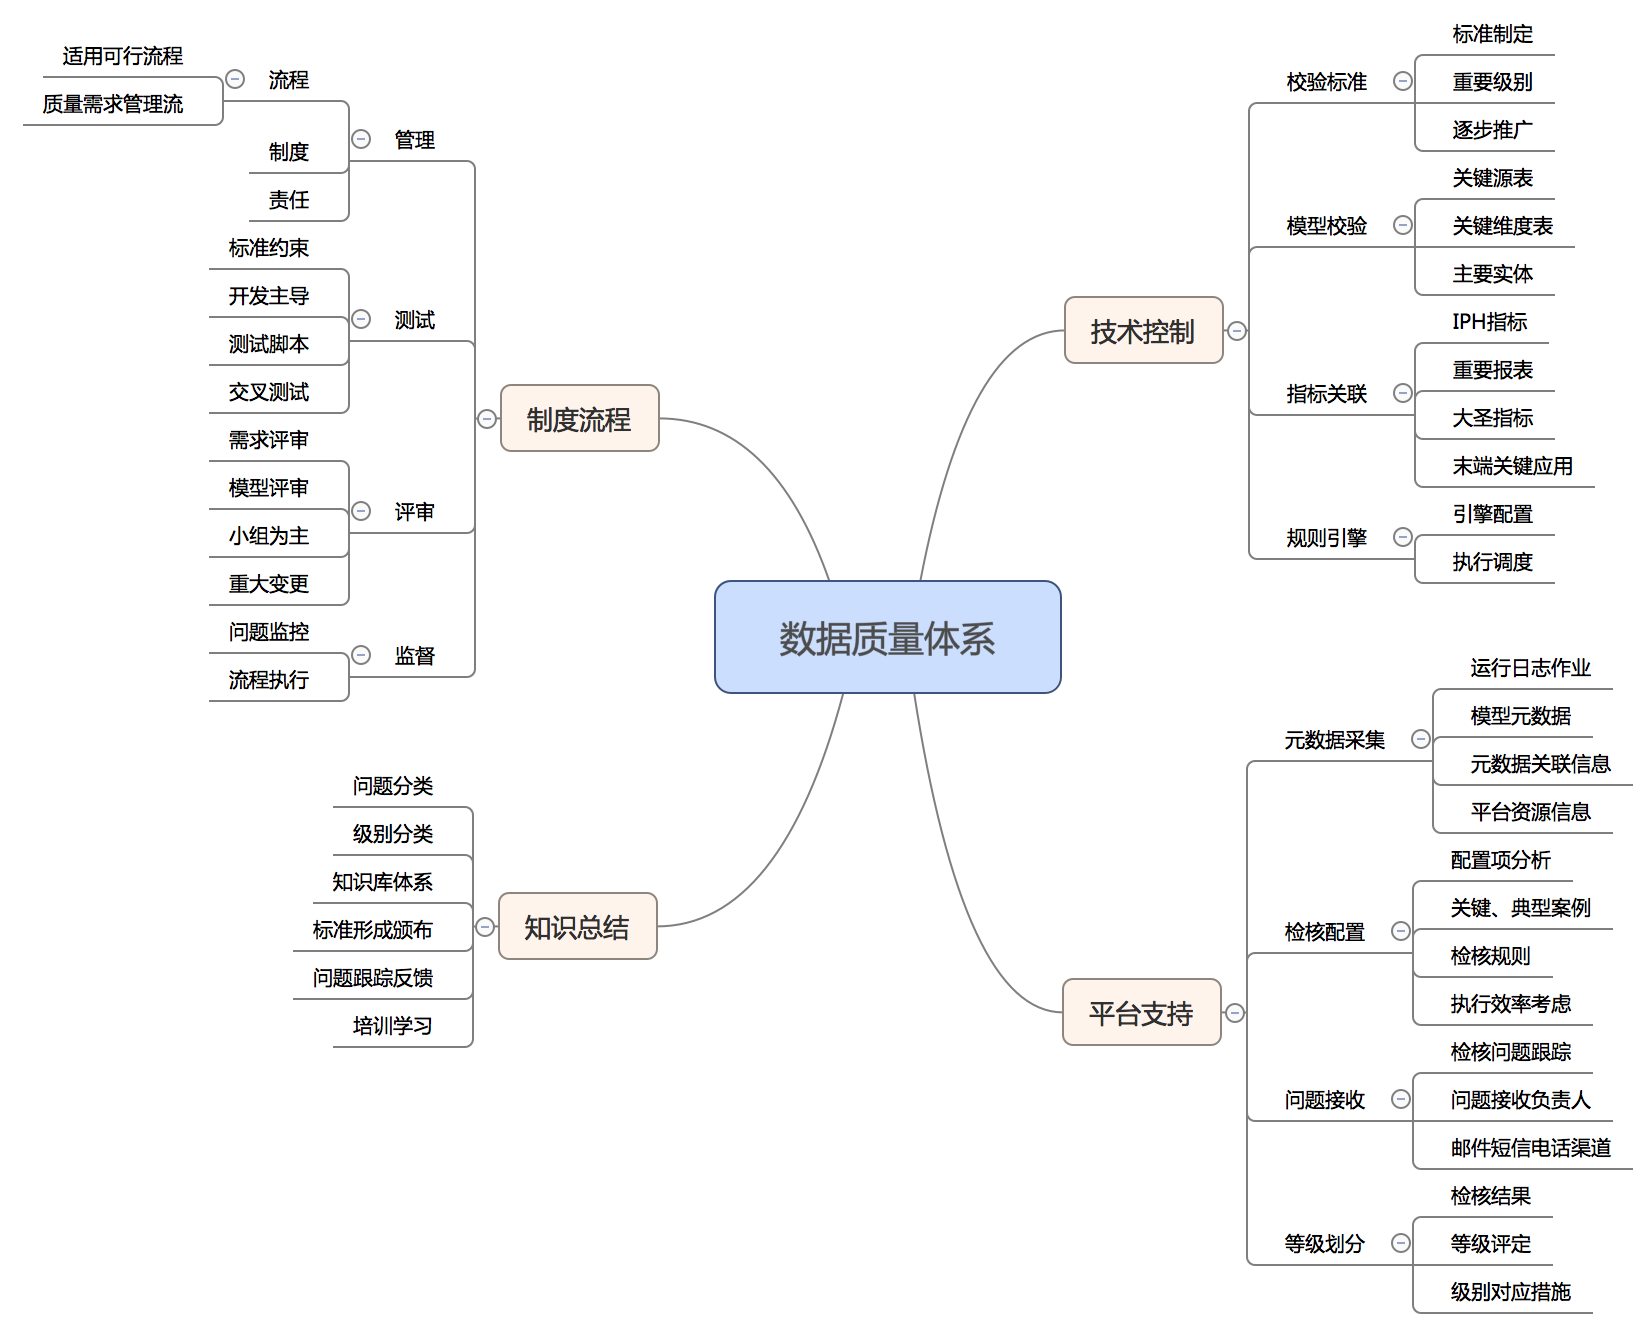 数据质量体系
技术控制
校验标准
标准制定
重要级别
逐步推广
模型校验
关键源表
关键维度表
主要实体
指标关联
IPH指标
重要报表
大圣指标
末端关键应用
规则引擎
引擎配置
执行调度
平台支持
元数据采集
运行日志作业
模型元数据
元数据关联信息
平台资源信息
检核配置
配置项分析
关键、典型案例
检核规则
执行效率考虑
问题接收
检核问题跟踪
问题接收负责人
邮件短信电话渠道
等级划分
检核结果
等级评定
级别对应措施
制度流程
管理
流程
适用可行流程
质量需求管理流
制度
责任
测试
标准约束
开发主导
测试脚本
交叉测试
评审
需求评审
模型评审
小组为主
重大变更
监督
问题监控
流程执行
知识总结
问题分类
级别分类
知识库体系
标准形成颁布
问题跟踪反馈
培训学习